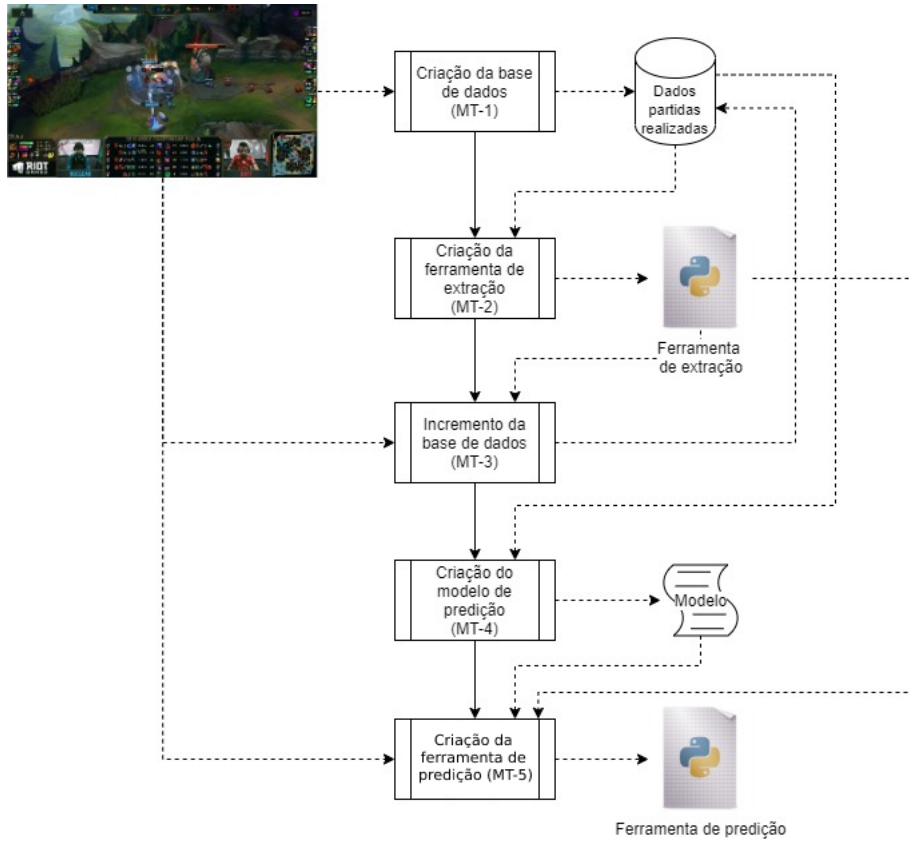 RIOT
GAMES
Criação da base
de dados
(MT-1)
Dados
partidas
realizadas
Criação da
ferramenta de
extração
(MT-2)
Ferramenta
de extração
Incremento da
base de dados
(MT-3)
Criação do
modelo de
predição
(MT-4)
Modelo
Criação da
ferramenta de
predição (MT-5)
Ferramenta de predição